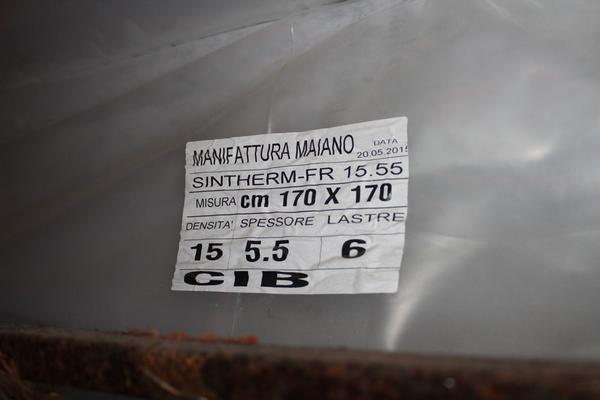 MANIFATTURA MAIANO DATA
20.05.2015
SINTHERM-FR 15.55
MISURA cm 170 X 170
DENSITA' SPESSORE LASTRE
15 5.5 6
CIB